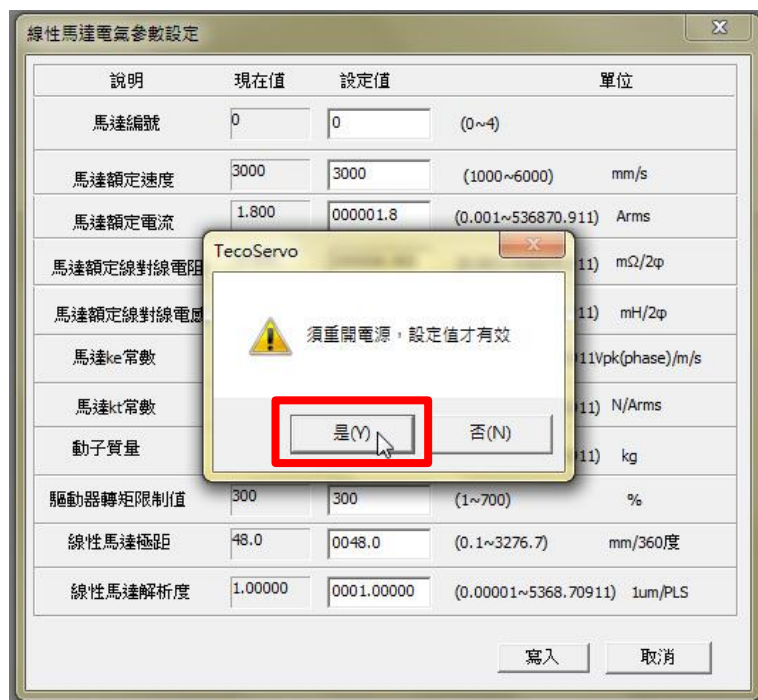 線性馬達電氣參數設定
說明 現在值 設定值 單位
馬達編號 0 0 (0~4)
馬達額定速度 3000 3000 (1000~6000) mm/s
馬達額定電流 1.800 000001.8 (0.001~536870.911) Arms
TecoServo
馬達額定線對線電阻 11) mΩ/2φ
馬達額定線對線電感 11) mH/2φ
須重開電源，設定值才有效
馬達ke常數 11Vpk(phase)/m/s
馬達kt常數 11) N/Arms
是(Y) 否(N)
動子質量 911) kg
驅動器轉矩限制值 300 300 (1~700) %
線性馬達極距 48.0 0048.0 (0.1~3276.7) mm/360度
線性馬達解析度 1.00000 0001.00000 (0.00001~5368.70911) 1um/PLS
寫入 取消